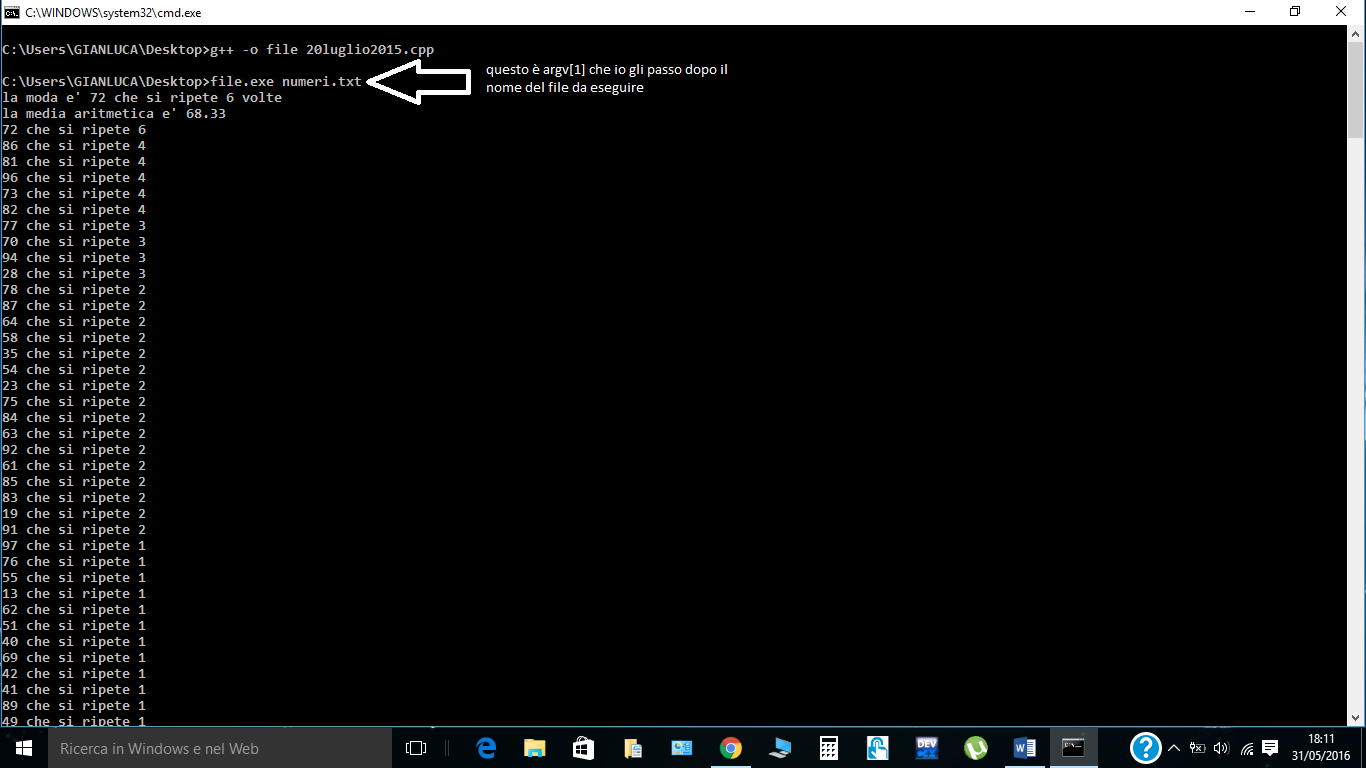 C:\WINDOWS\system32\cmd.exe
C:\Users\GIANLUCA\Desktop>g++ -o file 20luglio2015.cpp
C:\Users\GIANLUCA\Desktop>file.exe numeri.txt
questo è argv[1] che io gli passo dopo il
nome del file da eseguire
la moda e' 72 che si ripete 6 volte
la media aritmetica e' 68.33
72 che si ripete 6
86 che si ripete 4
81 che si ripete 4
96 che si ripete 4
73 che si ripete 4
82 che si ripete 4
77 che si ripete 3
70 che si ripete 3
94 che si ripete 3
28 che si ripete 3
78 che si ripete 2
87 che si ripete 2
64 che si ripete 2
58 che si ripete 2
35 che si ripete 2
54 che si ripete 2
23 che si ripete 2
75 che si ripete 2
84 che si ripete 2
63 che si ripete 2
92 che si ripete 2
61 che si ripete 2
85 che si ripete 2
83 che si ripete 2
19 che si ripete 2
91 che si ripete 2
97 che si ripete 1
76 che si ripete 1
55 che si ripete 1
13 che si ripete 1
62 che si ripete 1
51 che si ripete 1
40 che si ripete 1
69 che si ripete 1
42 che si ripete 1
41 che si ripete 1
89 che si ripete 1
49 che si ripete 1
Ricerca in Windows e nel Web
DEV
18:11
31/05/2016